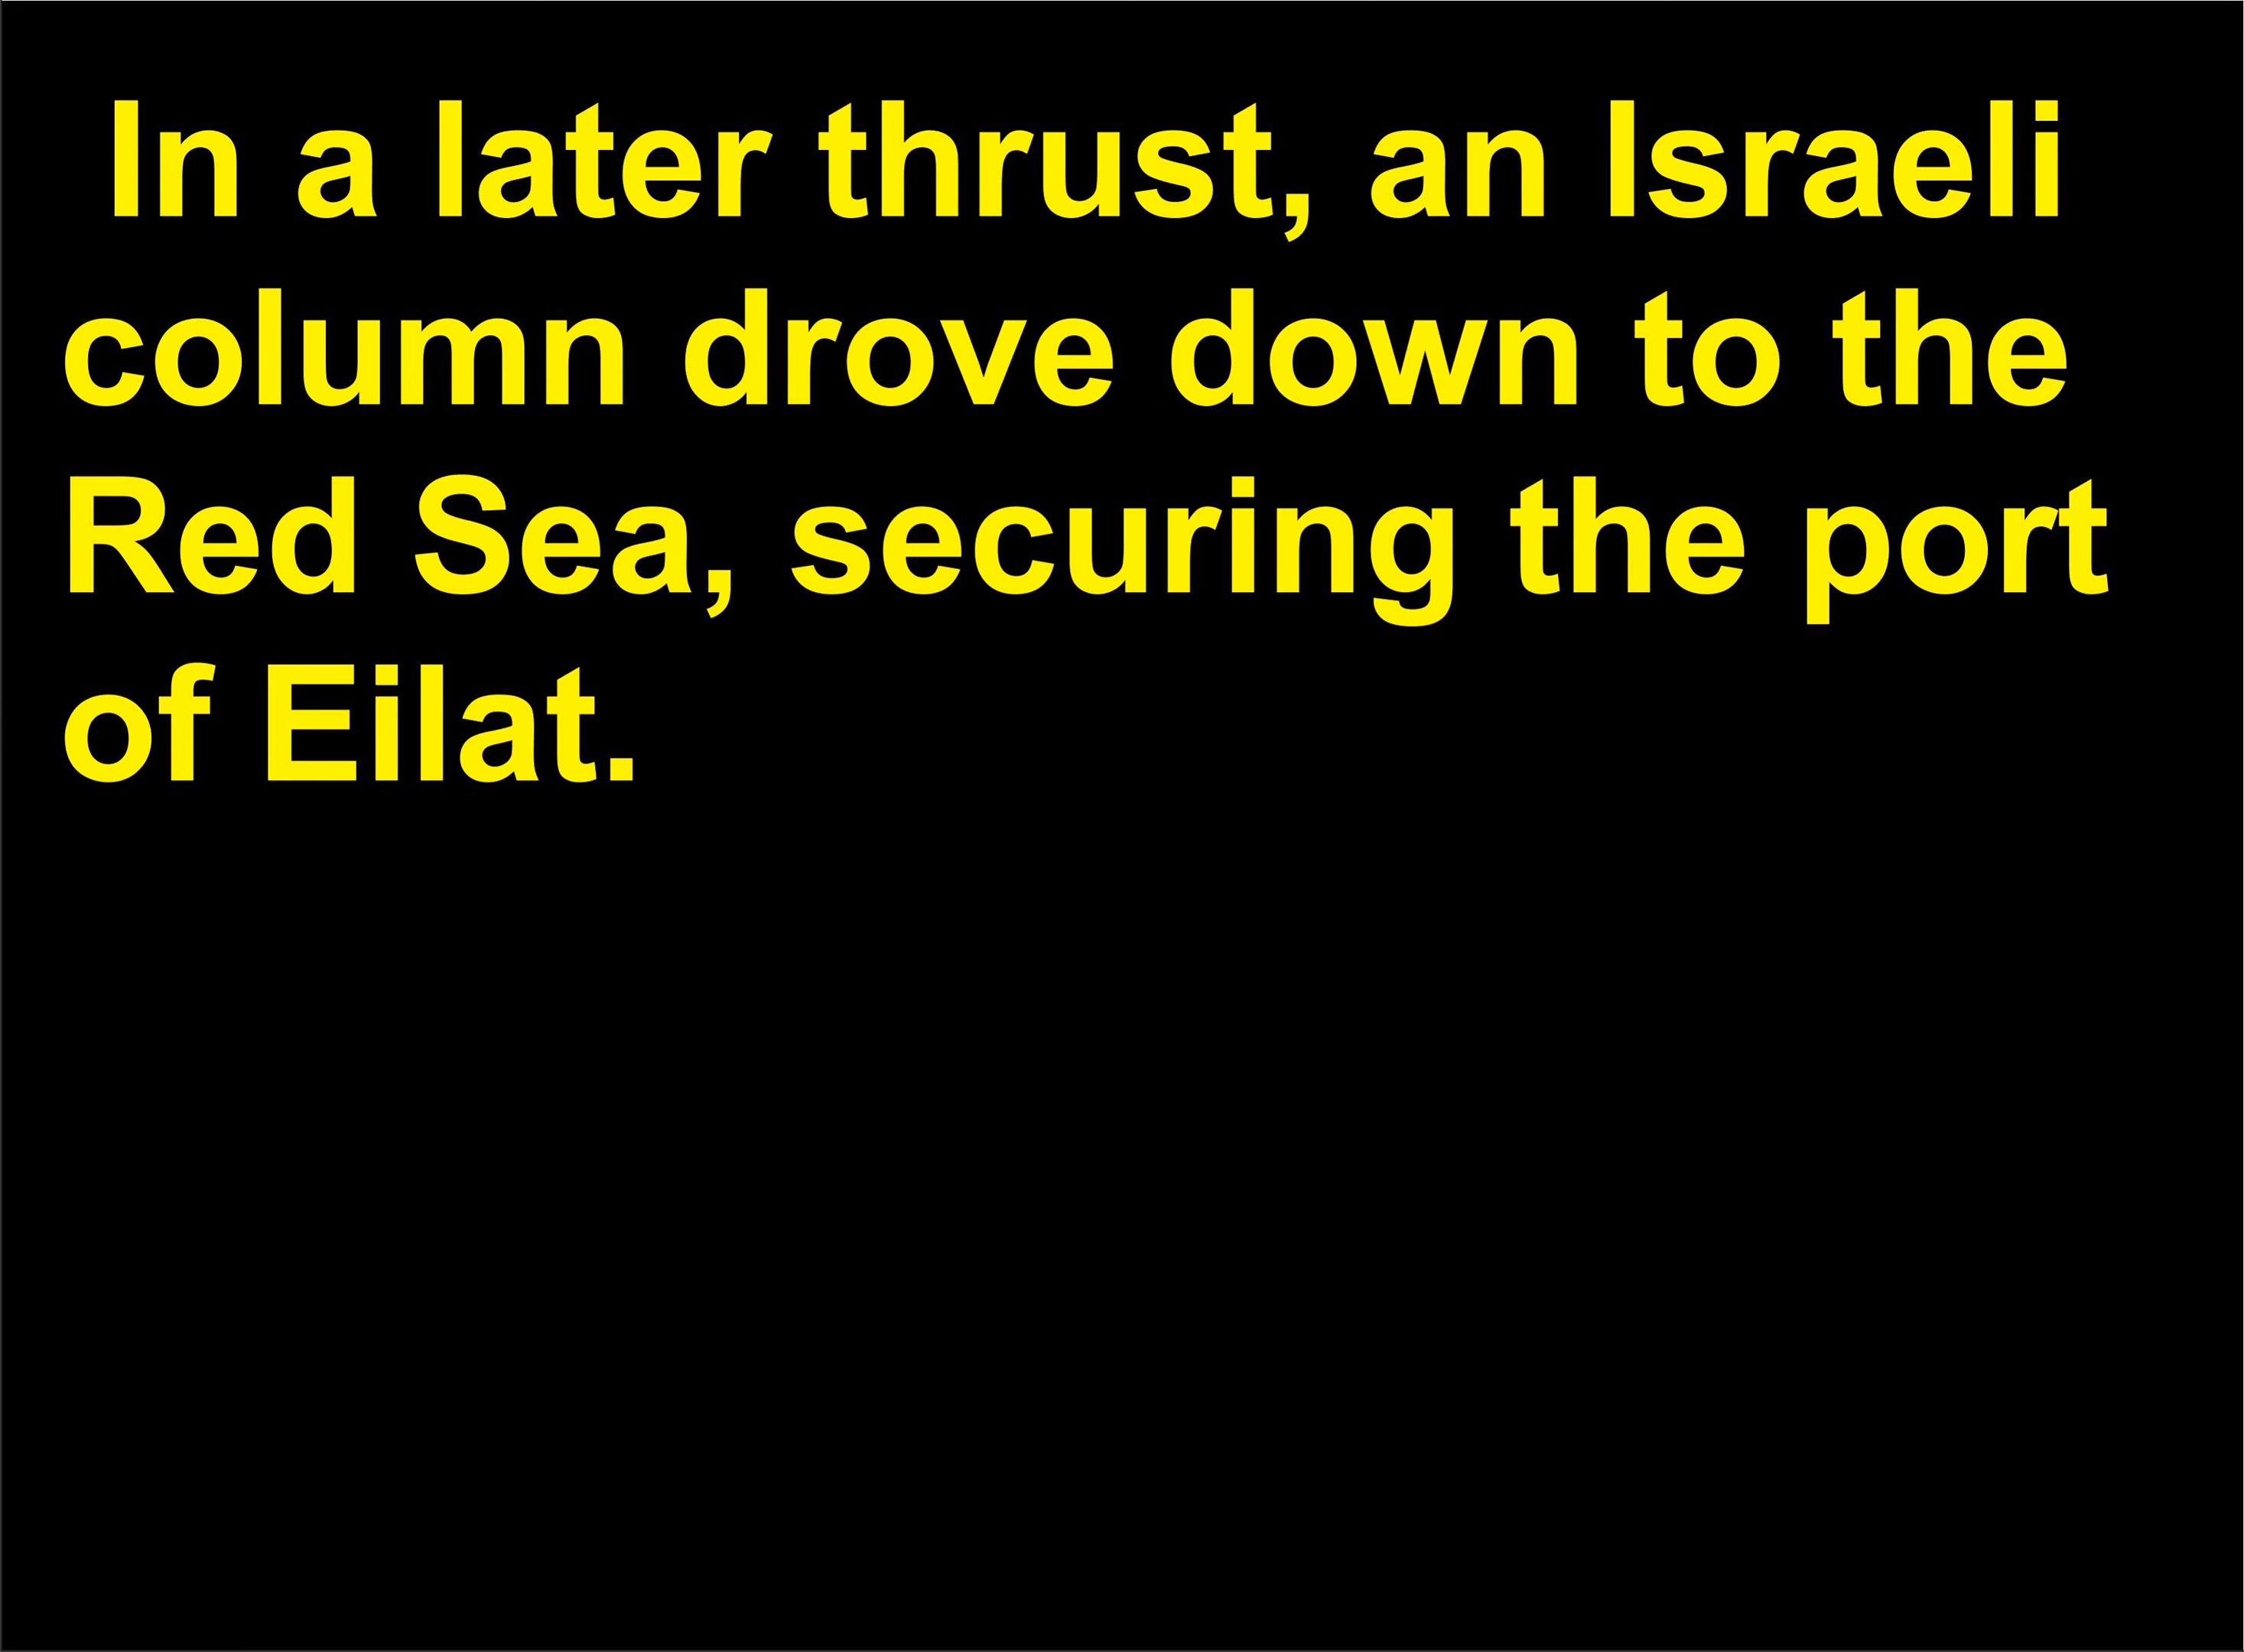 In a later thrust, an Israeli
column drove down to the
Red Sea, securing the port
of Eilat.